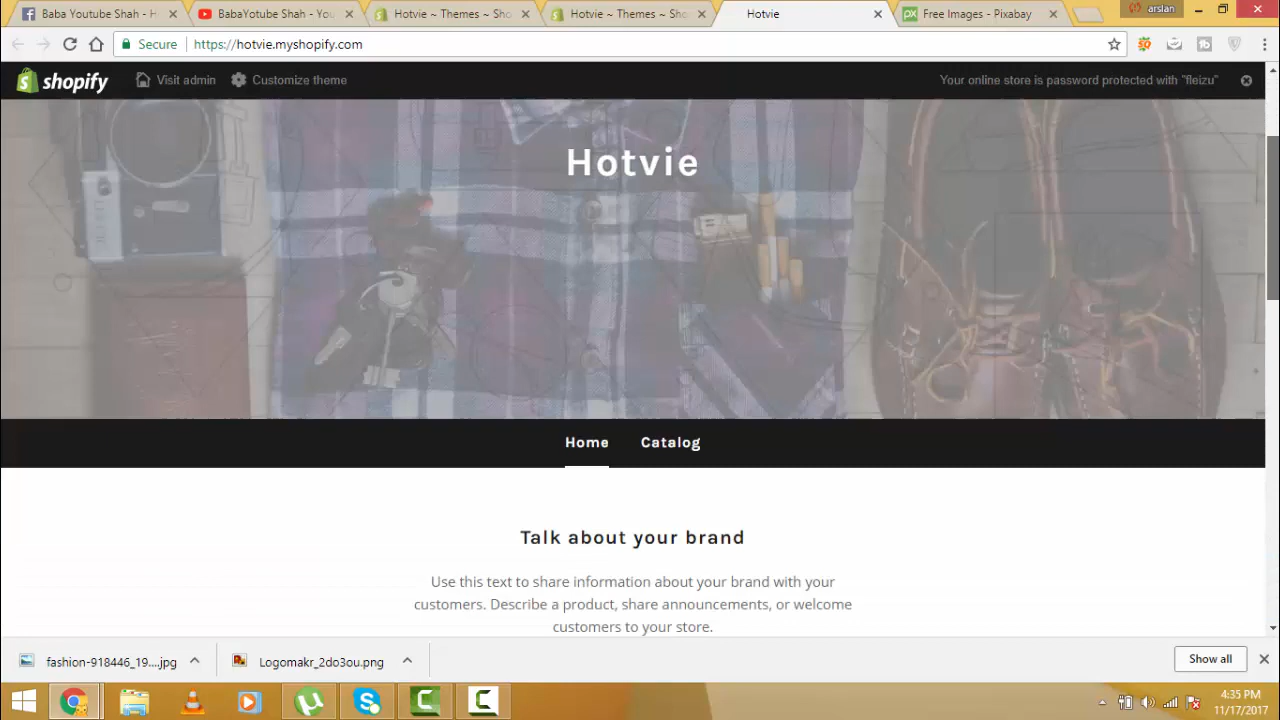 Baba Youtube Shah - H
BabaYotube Shah - You
Hotvie ~ Themes ~ Sho
Hotvie ~ Themes ~ Sho
Hotvie
Free Images - Pixabay
arslan
Secure
https://hotvie.myshopify.com
shopify
Visit admin
Customize theme
Your online store is password protected with "fleizu"
Hotvie
Home
Catalog
Talk about your brand
Use this text to share information about your brand with your
customers. Describe a product, share announcements, or welcome
customers to your store.
fashion-918446_19....jpg
Logomakr_2do3ou.png
Show all
4:35 PM
11/17/2017